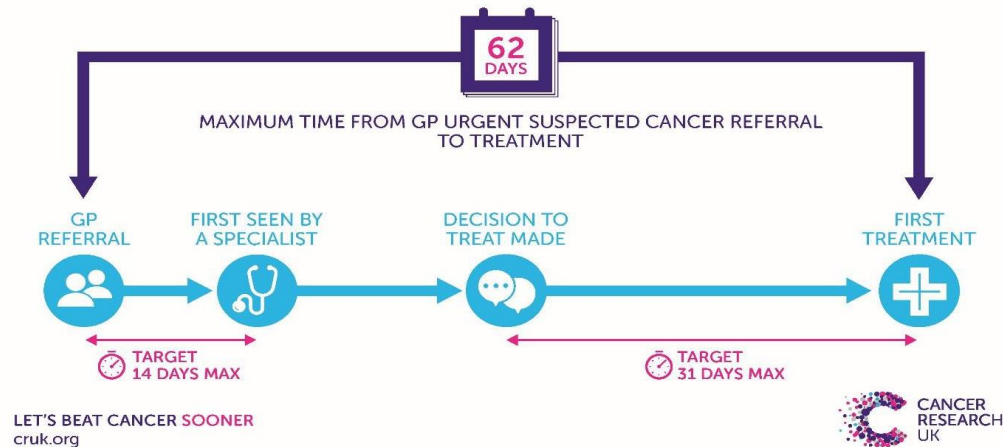 62
DAYS
MAXIMUM TIME FROM GP URGENT SUSPECTED CANCER REFERRAL
TO TREATMENT
GP
REFERRAL
FIRST SEEN BY
A SPECIALIST
DECISION TO
TREAT MADE
FIRST
TREATMENT
TARGET
14 DAYS MAX
TARGET
31 DAYS MAX
LET'S BEAT CANCER SOONER
cruk.org
CANCER
RESEARCH
UK